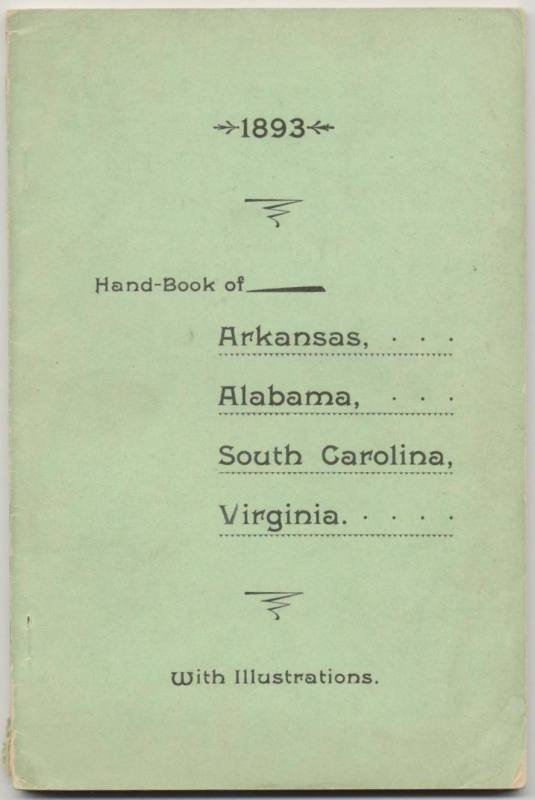 1893
Hand-Book of
Arkansas, . . .
Alabama, . . .
South Carolina,
Virginia. . . . .
With Illustrations.